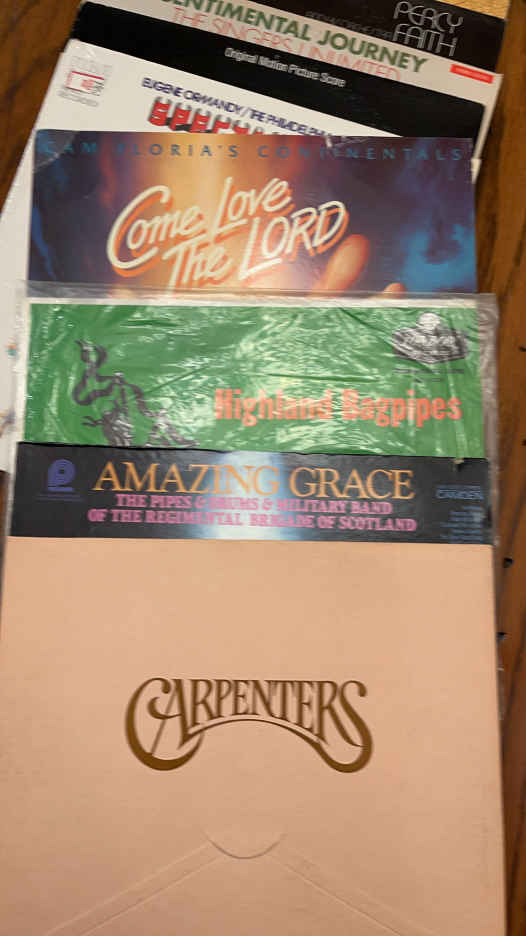 PERCY
FAITH
SENTIMENTAL JOURNEY
THE SINGERS UNLIMITED
Original Motion Picture Score
EUGENE ORMANDY/THE PHILADELPHIA
CAM FLORIA'S CONTINENTALS
Come Love
The LORD
Highland Bagpipes
AMAZING GRACE
THE PIPES & DRUMS & MILITARY BAND
OF THE REGIMENTAL BRIGADE OF SCOTLAND
CAMDEN
CARPENTERS